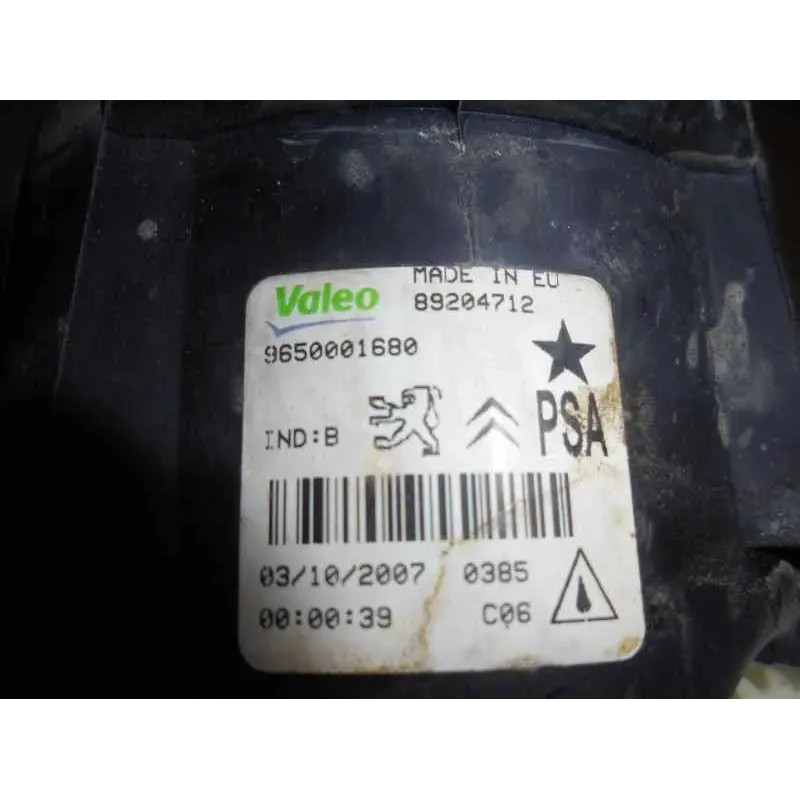 Valeo MADE IN EU
89204712
9650001680
IND:B PSA
03/10/2007 0385
00:00:39 C06